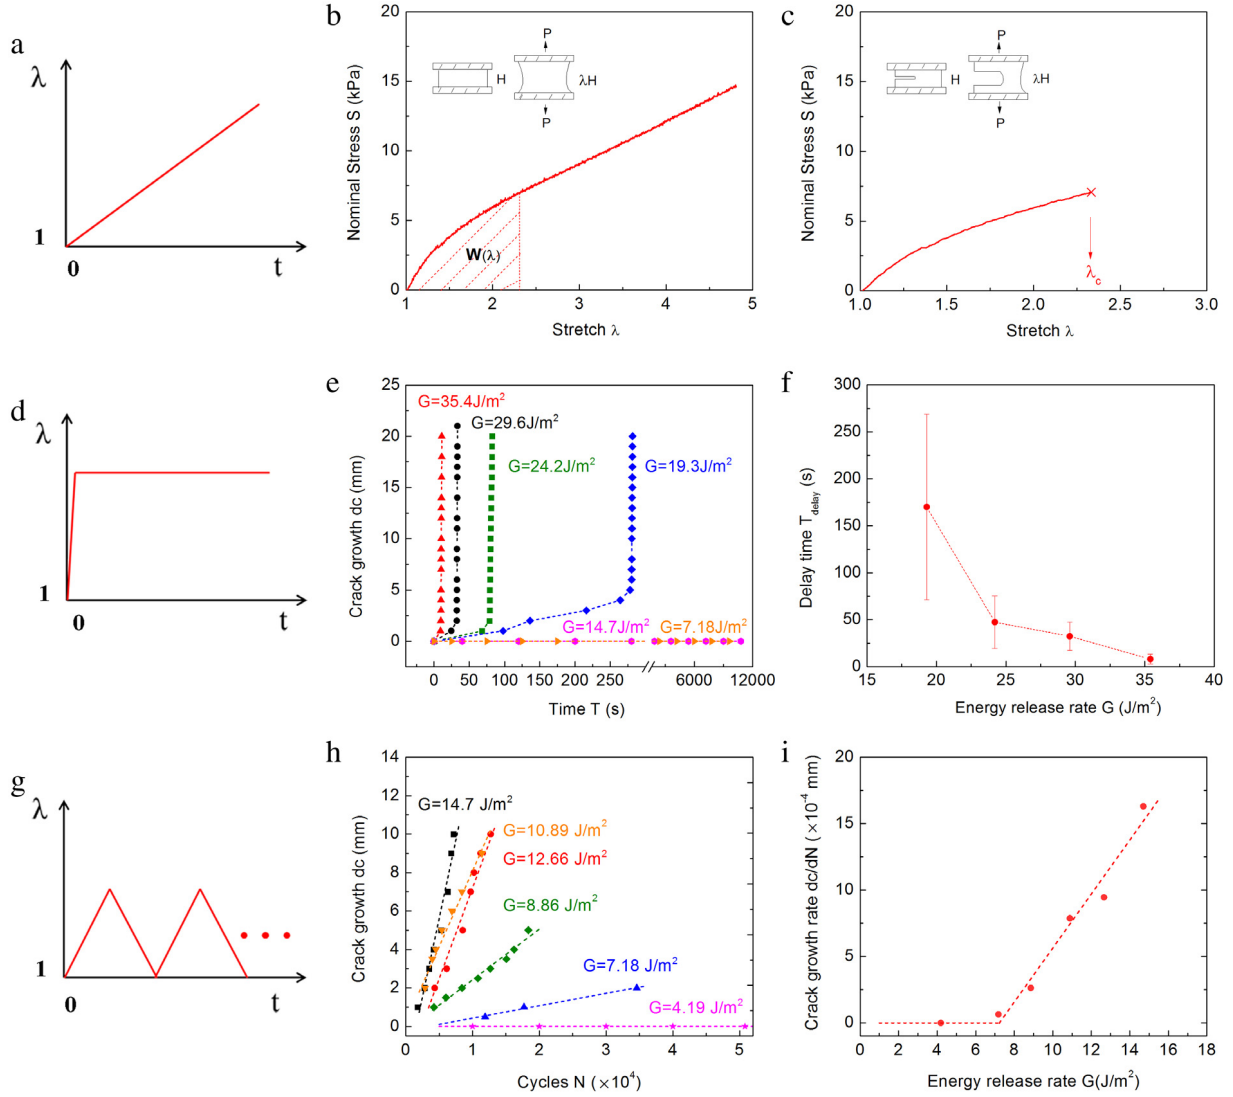 a
λ
1
0
t
b
Nominal Stress S (kPa)
20
15
10
5
0
1
2
3
4
5
Stretch λ
P
H
λH
P
W(λ)
c
Nominal Stress S (kPa)
20
15
10
5
0
1.0
1.5
2.0
2.5
3.0
Stretch λ
P
H
λH
P
λc
d
λ
1
0
t
e
Crack growth dc (mm)
25
20
15
10
5
0
0
50
100
150
200
250
6000
12000
Time T (s)
G=35.4J/m²
G=29.6J/m²
G=24.2J/m²
G=19.3J/m²
G=14.7J/m²
G=7.18J/m²
f
Delay time Tdelay (s)
300
250
200
150
100
50
0
15
20
25
30
35
40
Energy release rate G (J/m²)
g
λ
1
0
t
h
Crack growth dc (mm)
14
12
10
8
6
4
2
0
0
1
2
3
4
5
Cycles N (×10⁴)
G=14.7 J/m²
G=10.89 J/m²
G=12.66 J/m²
G=8.86 J/m²
G=7.18 J/m²
G=4.19 J/m²
i
Crack growth rate dc/dN (×10⁻⁴ mm)
20
15
10
5
0
0
2
4
6
8
10
12
14
16
18
Energy release rate G(J/m²)